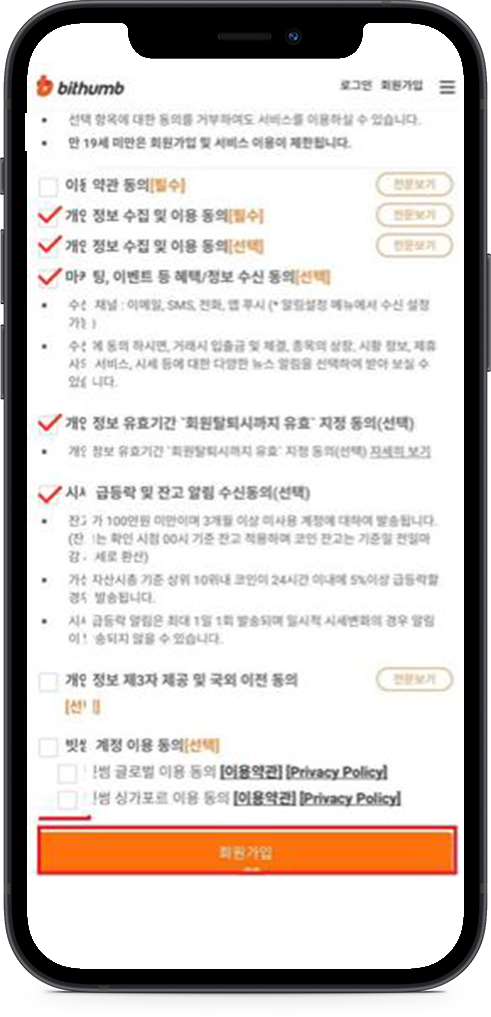 bithumb 로그인 회원가입
선택 항목에 대한 동의를 거부하여도 서비스를 이용하실 수 있습니다.
만 19세 미만은 회원가입 및 서비스 이용이 제한됩니다.
약관 동의[필수] 전문보기
개인 정보 수집 및 이용 동의[필수] 전문보기
개인 정보 수집 및 이용 동의[선택] 전문보기
마케팅, 이벤트 등 혜택/정보 수신 동의[선택]
수신 채널 : 이메일, SMS, 전화, 앱 푸시 (* 알림설정 메뉴에서 수신 설정
가능)
수신에 동의 하시면, 거래시 입출금 및 체결, 종목의 상장, 시황 정보, 제휴
서비스, 시세 등에 대한 다양한 뉴스 알림을 선택하여 받아 보실 수
있습니다.
개인 정보 유효기간 "회원탈퇴시까지 유효" 지정 동의(선택)
개인 정보 유효기간 "회원탈퇴시까지 유효" 지정 동의(선택) 자세히 보기
시세 급등락 및 잔고 알림 수신동의(선택)
잔고가 100만원 미만이며 3개월 이상 미사용 계정에 대하여 발송됩니다.
(잔고는 확인 시점 00시 기준 잔고 적용하며 코인 잔고는 기준일 전일마
감 시세로 환산)
가상자산시총 기준 상위 10위내 코인이 24시간 이내에 5%이상 급등락할
경우 발송됩니다.
시세 급등락 알림은 최대 1일 1회 발송되며 일시적 시세변화의 경우 알림
이 발송되지 않을 수 있습니다.
개인 정보 제3자 제공 및 국외 이전 동의 전문보기
[선택]
빗썸 계정 이용 동의[선택]
빗썸 글로벌 이용 동의 [이용약관] [Privacy Policy]
빗썸 싱가포르 이용 동의 [이용약관] [Privacy Policy]
회원가입